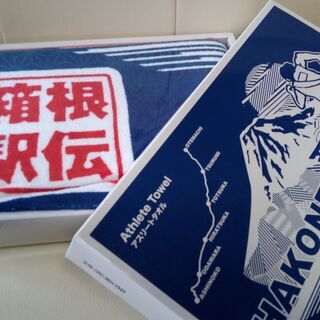 箱根
駅伝
Athlete Towel
アスリートタオル
OTEMACHI
TSURUMI
TOTSUKA
HIRATSUKA
ODAWARA
ASHINOKO
HAKON